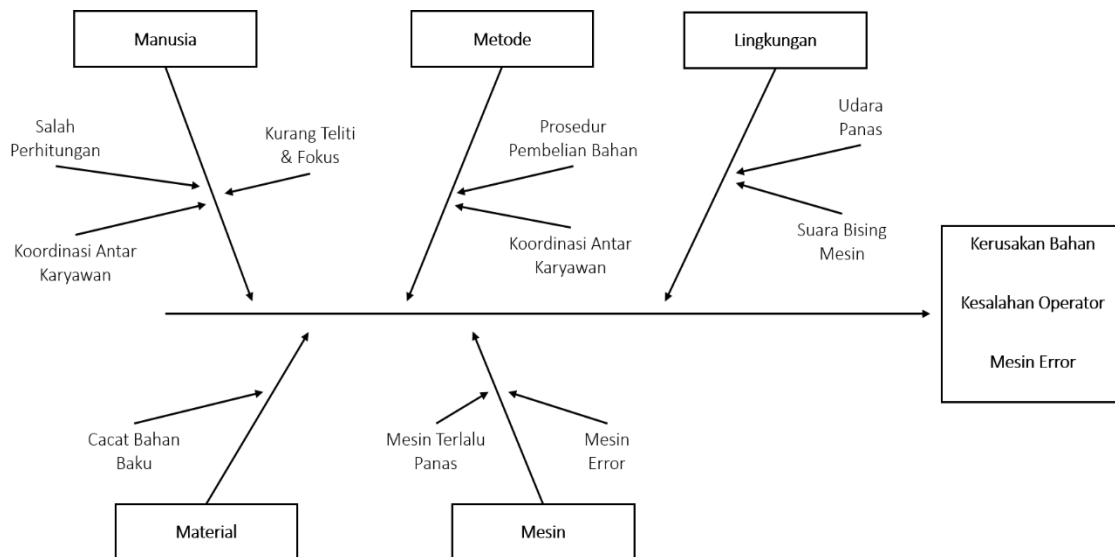 Manusia
Metode
Lingkungan
Salah
Perhitungan
Kurang Teliti
& Fokus
Koordinasi Antar
Karyawan
Prosedur
Pembelian Bahan
Koordinasi Antar
Karyawan
Udara
Panas
Suara Bising
Mesin
Kerusakan Bahan
Kesalahan Operator
Mesin Error
Cacat Bahan
Baku
Mesin Terlalu
Panas
Mesin
Error
Material
Mesin